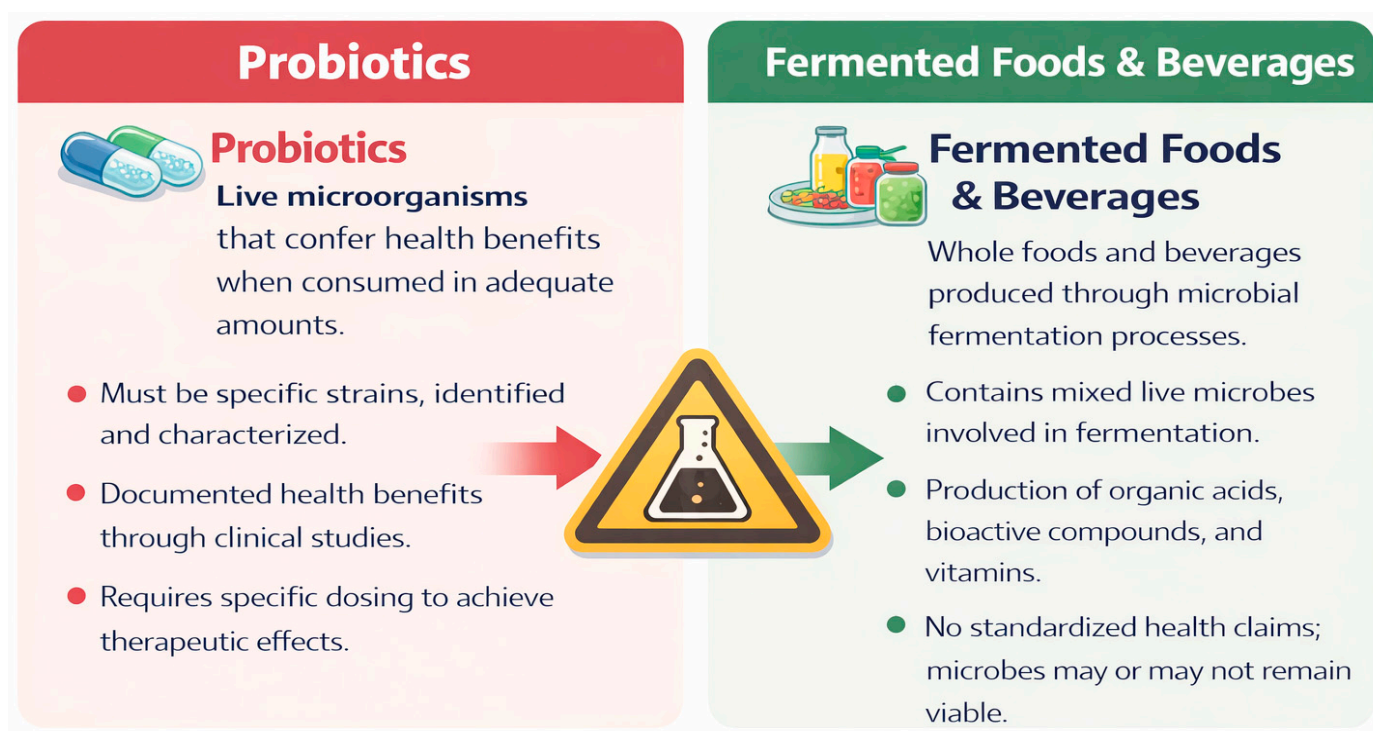 Probiotics
Probiotics
Live microorganisms
that confer health benefits
when consumed in adequate
amounts.
Must be specific strains, identified
and characterized.
Documented health benefits
through clinical studies.
Requires specific dosing to achieve
therapeutic effects.
Fermented Foods & Beverages
Fermented Foods
& Beverages
Whole foods and beverages
produced through microbial
fermentation processes.
Contains mixed live microbes
involved in fermentation.
Production of organic acids,
bioactive compounds, and
vitamins.
No standardized health claims;
microbes may or may not remain
viable.